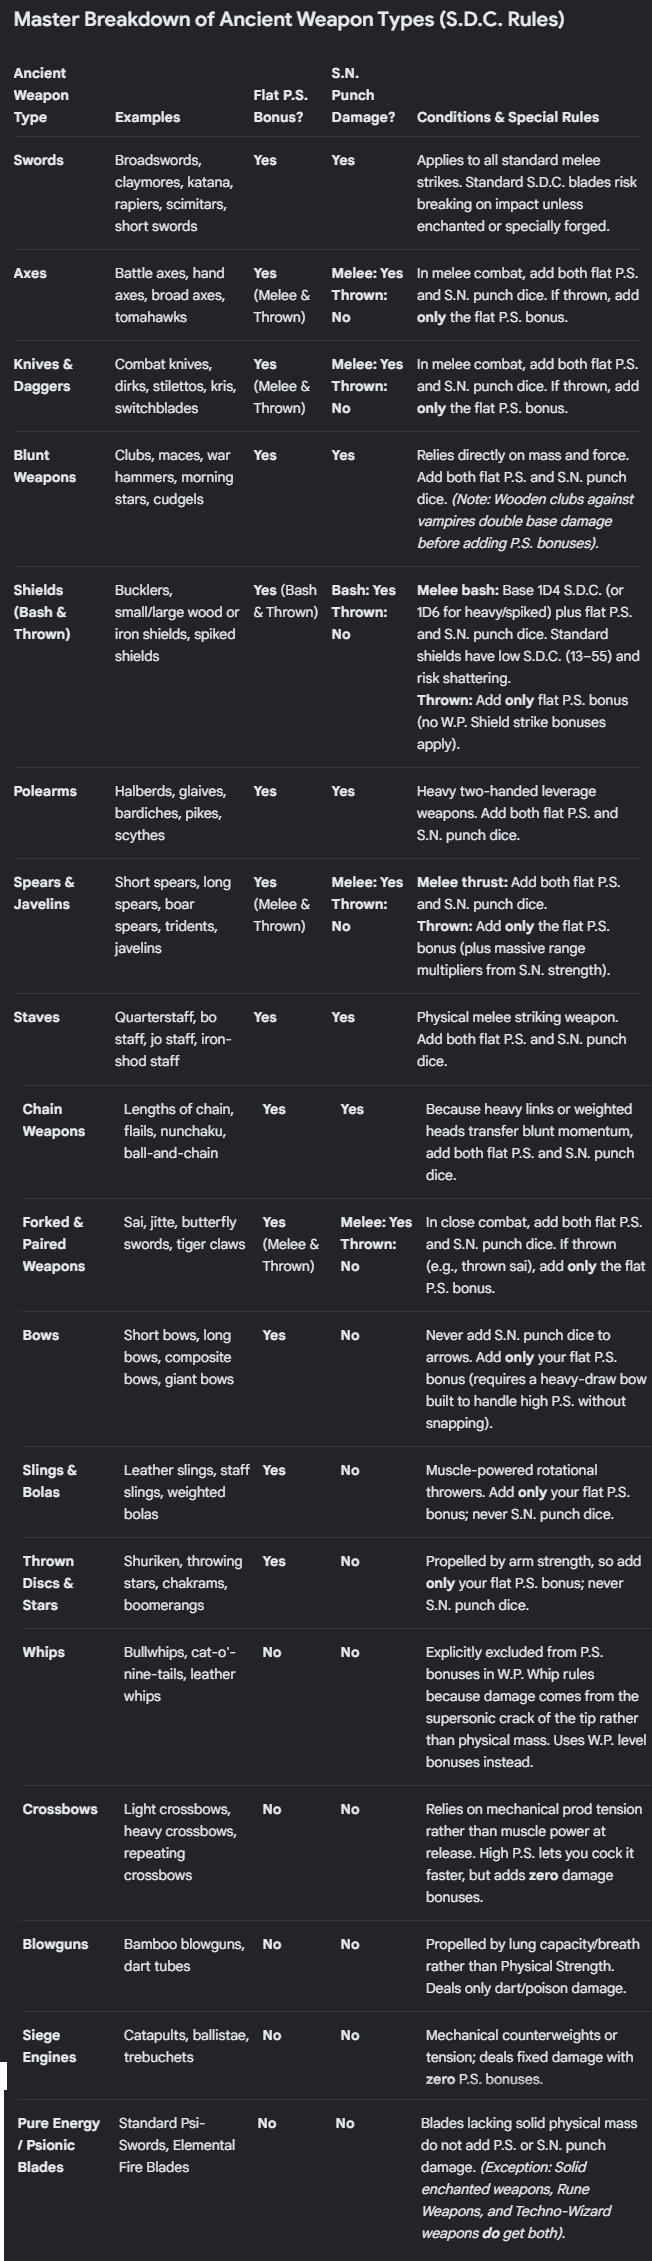 Master Breakdown of Ancient Weapon Types (S.D.C. Rules)
Ancient Weapon Type | Examples | Flat P.S. Bonus? | S.N. Punch Damage? | Conditions & Special Rules
Swords
Broadswords,
claymores, katana,
rapiers, scimitars,
short swords
Yes
Yes
Applies to all standard melee
strikes. Standard S.D.C. blades risk
breaking on impact unless
enchanted or specially forged.
Axes
Battle axes, hand
axes, broad axes,
tomahawks
Yes
(Melee &
Thrown)
Melee: Yes
Thrown:
No
In melee combat, add both flat P.S.
and S.N. punch dice. If thrown, add
only the flat P.S. bonus.
Knives &
Daggers
Combat knives,
dirks, stilettos, kris,
switchblades
Yes
(Melee &
Thrown)
Melee: Yes
Thrown:
No
In melee combat, add both flat P.S.
and S.N. punch dice. If thrown, add
only the flat P.S. bonus.
Blunt
Weapons
Clubs, maces, war
hammers, morning
stars, cudgels
Yes
Yes
Relies directly on mass and force.
Add both flat P.S. and S.N. punch
dice. (Note: Wooden clubs against
vampires double base damage
before adding P.S. bonuses).
Shields
(Bash &
Thrown)
Bucklers,
small/large wood or
iron shields, spiked
shields
Yes (Bash
& Thrown)
Bash: Yes
Thrown:
No
Melee bash: Base 1D4 S.D.C. (or
1D6 for heavy/spiked) plus flat P.S.
and S.N. punch dice. Standard
shields have low S.D.C. (13–55) and
risk shattering.
Thrown: Add only flat P.S. bonus
(no W.P. Shield strike bonuses
apply).
Polearms
Halberds, glaives,
bardiches, pikes,
scythes
Yes
Yes
Heavy two-handed leverage
weapons. Add both flat P.S. and
S.N. punch dice.
Spears &
Javelins
Short spears, long
spears, boar
spears, tridents,
javelins
Yes
(Melee &
Thrown)
Melee: Yes
Thrown:
No
Melee thrust: Add both flat P.S.
and S.N. punch dice.
Thrown: Add only the flat P.S.
bonus (plus massive range
multipliers from S.N. strength).
Staves
Quarterstaff, bo
staff, jo staff, iron-
shod staff
Yes
Yes
Physical melee striking weapon.
Add both flat P.S. and S.N. punch
dice.
Chain
Weapons
Lengths of chain,
flails, nunchaku,
ball-and-chain
Yes
Yes
Because heavy links or weighted
heads transfer blunt momentum,
add both flat P.S. and S.N. punch
dice.
Forked &
Paired
Weapons
Sai, jitte, butterfly
swords, tiger claws
Yes
(Melee &
Thrown)
Melee: Yes
Thrown:
No
In close combat, add both flat P.S.
and S.N. punch dice. If thrown
(e.g., thrown sai), add only the flat
P.S. bonus.
Bows
Short bows, long
bows, composite
bows, giant bows
Yes
No
Never add S.N. punch dice to
arrows. Add only your flat P.S.
bonus (requires a heavy-draw bow
built to handle high P.S. without
snapping).
Slings &
Bolas
Leather slings, staff
slings, weighted
bolas
Yes
No
Muscle-powered rotational
throwers. Add only your flat P.S.
bonus; never S.N. punch dice.
Thrown
Discs &
Stars
Shuriken, throwing
stars, chakrams,
boomerangs
Yes
No
Propelled by arm strength, so add
only your flat P.S. bonus; never
S.N. punch dice.
Whips
Bullwhips, cat-o'-
nine-tails, leather
whips
No
No
Explicitly excluded from P.S.
bonuses in W.P. Whip rules
because damage comes from the
supersonic crack of the tip rather
than physical mass. Uses W.P. level
bonuses instead.
Crossbows
Light crossbows,
heavy crossbows,
repeating
crossbows
No
No
Relies on mechanical prod tension
rather than muscle power at
release. High P.S. lets you cock it
faster, but adds zero damage
bonuses.
Blowguns
Bamboo blowguns,
dart tubes
No
No
Propelled by lung capacity/breath
rather than Physical Strength.
Deals only dart/poison damage.
Siege
Engines
Catapults, ballistae,
trebuchets
No
No
Mechanical counterweights or
tension; deals fixed damage with
zero P.S. bonuses.
Pure Energy
/ Psionic
Blades
Standard Psi-
Swords, Elemental
Fire Blades
No
No
Blades lacking solid physical mass
do not add P.S. or S.N. punch
damage. (Exception: Solid
enchanted weapons, Rune
Weapons, and Techno-Wizard
weapons do get both).